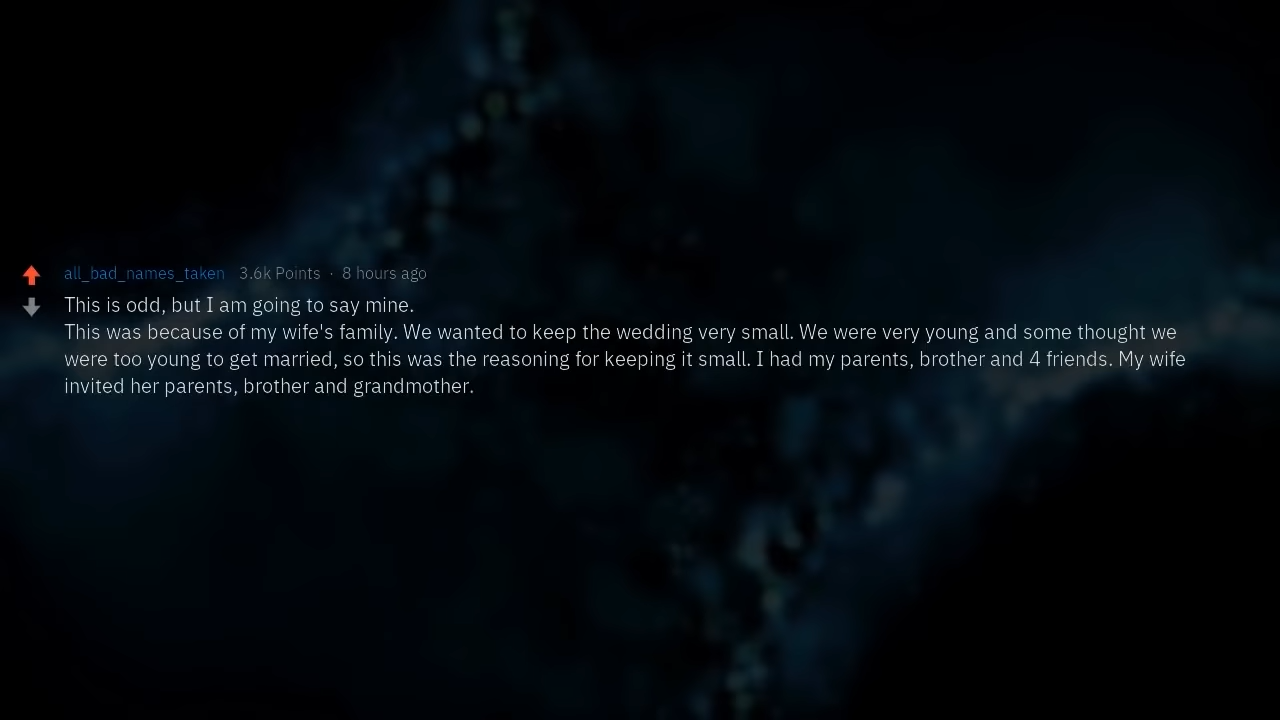 all_bad_names_taken 3.6k Points · 8 hours ago
This is odd, but I am going to say mine.
This was because of my wife's family. We wanted to keep the wedding very small. We were very young and some thought we
were too young to get married, so this was the reasoning for keeping it small. I had my parents, brother and 4 friends. My wife
invited her parents, brother and grandmother.